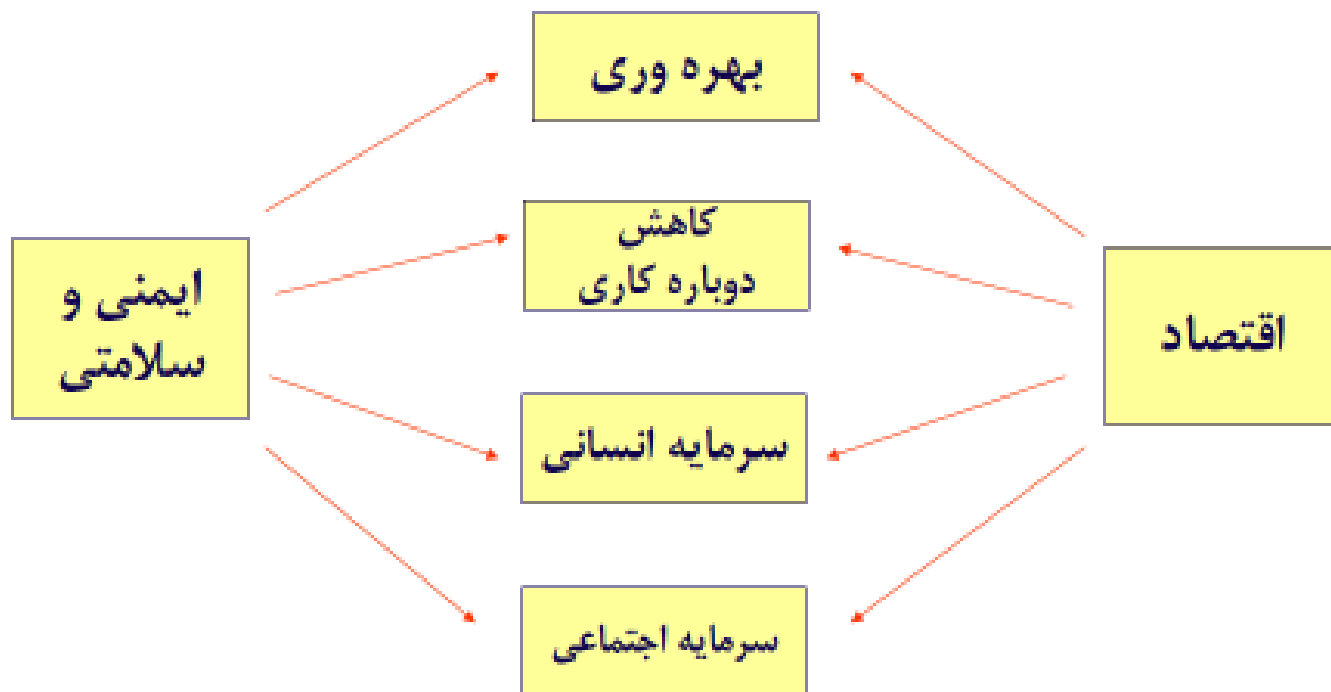 بهره وری
کاهش
دوباره کاری
ایمنی و
سلامتی
اقتصاد
سرمایه انسانی
سرمایه اجتماعی